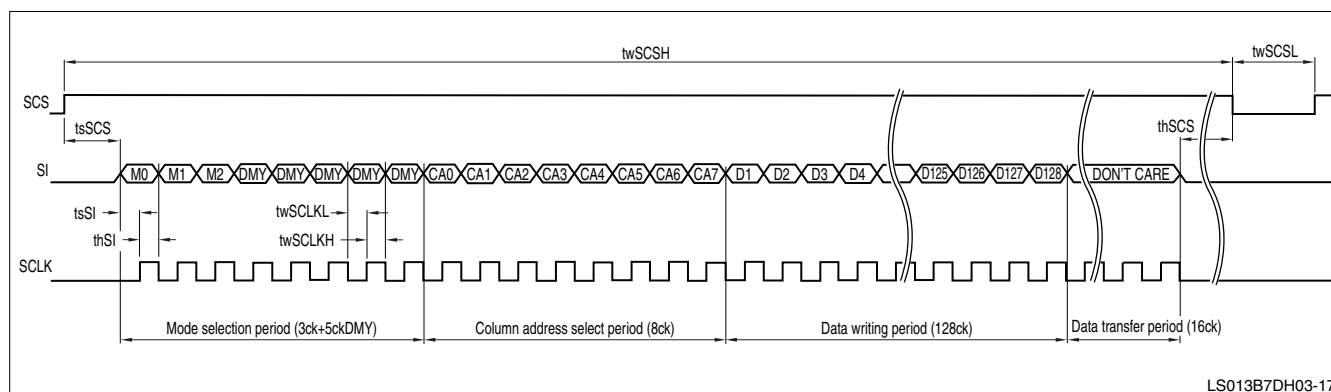 twSCSH twSCSL
SCS
tsSCS thSCS
SI M0 M1 M2 DMY DMY DMY DMY DMY CA0 CA1 CA2 CA3 CA4 CA5 CA6 CA7 D1 D2 D3 D4 D125 D126 D127 D128 DON'T CARE
tsSI twSCLKL
thSI twSCLKH
SCLK
Mode selection period (3ck+5ckDMY) Column address select period (8ck) Data writing period (128ck) Data transfer period (16ck)
LS013B7DH03-17